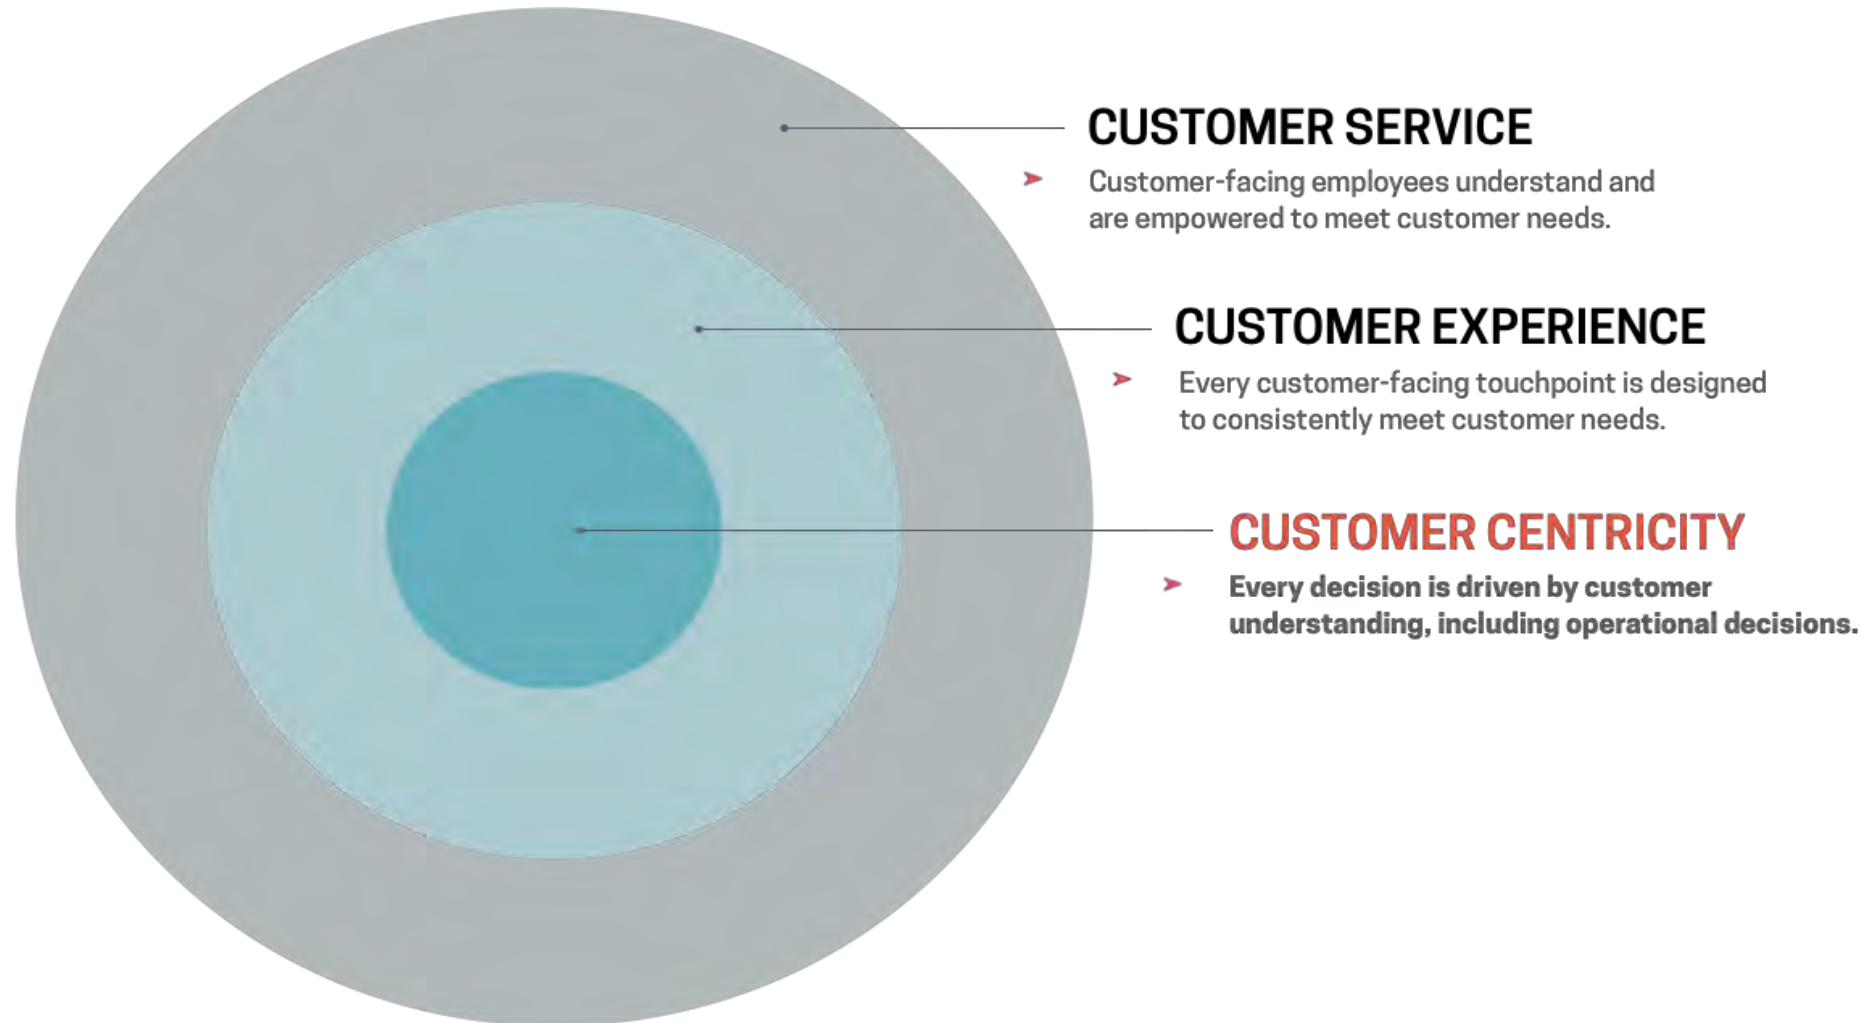 CUSTOMER SERVICE
Customer-facing employees understand and
are empowered to meet customer needs.
CUSTOMER EXPERIENCE
Every customer-facing touchpoint is designed
to consistently meet customer needs.
CUSTOMER CENTRICITY
Every decision is driven by customer
understanding, including operational decisions.